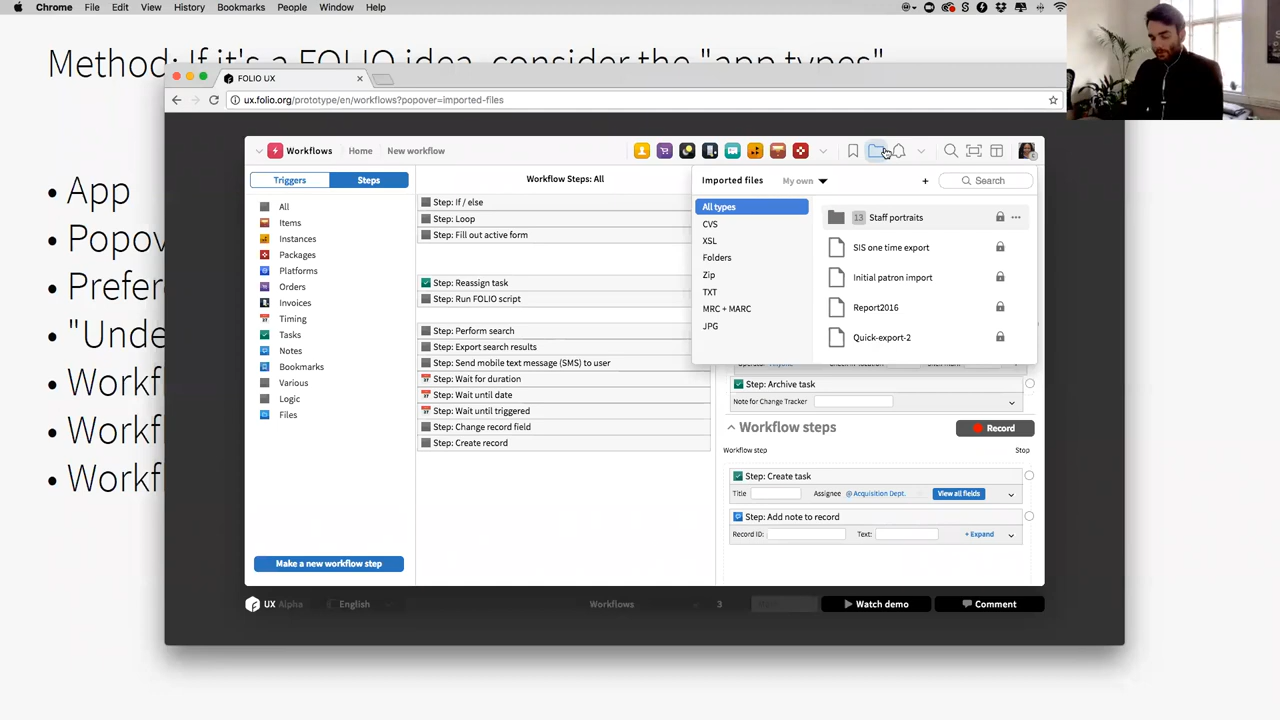 Chrome File Edit View History Bookmarks People Window Help
Method: If it's a FOLIO idea, consider the "app types"
FOLIO UX
ux.folio.org/prototype/en/workflows?popover=imported-files
Workflows Home New workflow
Triggers Steps
All
Items
Instances
Packages
Platforms
Orders
Invoices
Timing
Tasks
Notes
Bookmarks
Various
Logic
Files
Make a new workflow step
Workflow Steps: All
Step: If / else
Step: Loop
Step: Fill out active form
Step: Reassign task
Step: Run FOLIO script
Step: Perform search
Step: Export search results
Step: Send mobile text message (SMS) to user
Step: Wait for duration
Step: Wait until date
Step: Wait until triggered
Step: Change record field
Step: Create record
Imported files My own + Search
All types
CVS
XSL
Folders
Zip
TXT
MRC + MARC
JPG
13 Staff portraits
SIS one time export
Initial patron import
Report2016
Quick-export-2
Step: Archive task
Note for Change Tracker
Workflow steps Record
Workflow step Stop
Step: Create task
Title Assignee @ Acquisition Dept. View all fields
Step: Add note to record
Record ID: Text: + Expand
UX Alpha English Workflows 3 Watch demo Comment
• App
• Popov
• Prefer
• "Unde
• Workf
• Workf
• Workf